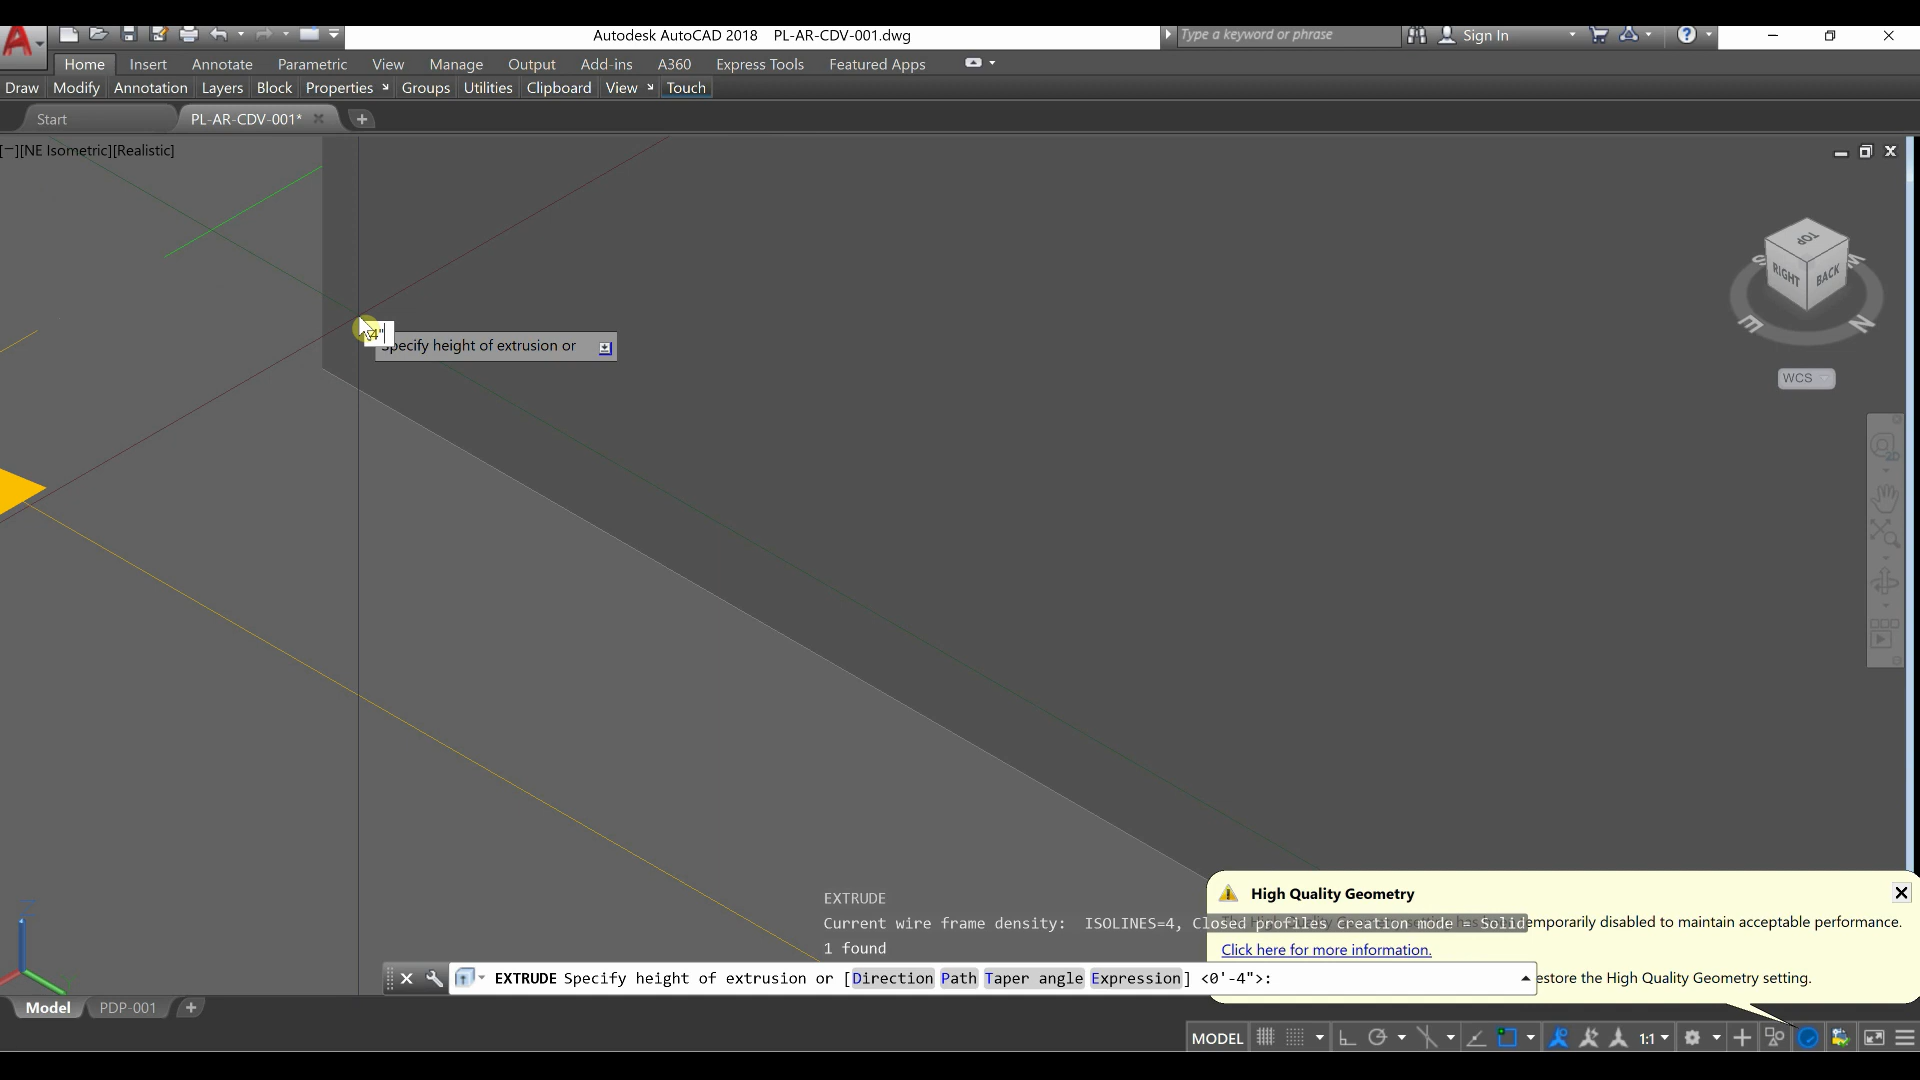 Autodesk AutoCAD 2018 PL-AR-CDV-001.dwg
Type a keyword or phrase
Sign In
Home Insert Annotate Parametric View Manage Output Add-ins A360 Express Tools Featured Apps
Draw Modify Annotation Layers Block Properties Groups Utilities Clipboard View Touch
Start PL-AR-CDV-001*
[−][NE Isometric][Realistic]
TOP
RIGHT BACK
S W
E N
WCS
4"
Specify height of extrusion or
2D
High Quality Geometry
EXTRUDE
Current wire frame density: ISOLINES=4, Closed profiles creation mode = Solid
emporarily disabled to maintain acceptable performance.
1 found
Click here for more information.
EXTRUDE Specify height of extrusion or [Direction Path Taper angle Expression] <0'-4">:
estore the High Quality Geometry setting.
Model PDP-001
MODEL 1:1